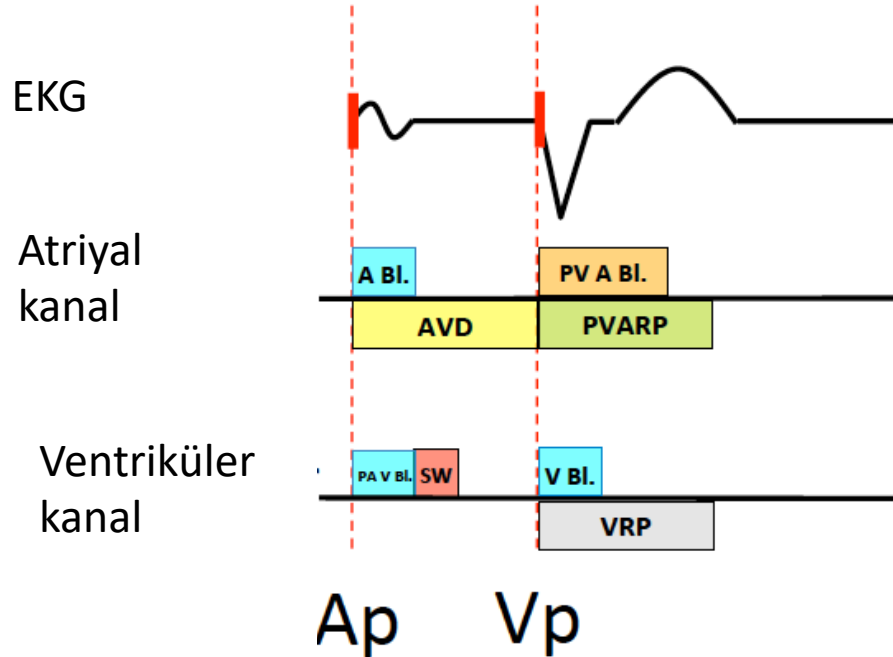 EKG
Atriyal
kanal
A Bl.
PV A Bl.
AVD
PVARP
Ventriküler
kanal
PA V Bl.
SW
V Bl.
VRP
Ap
Vp